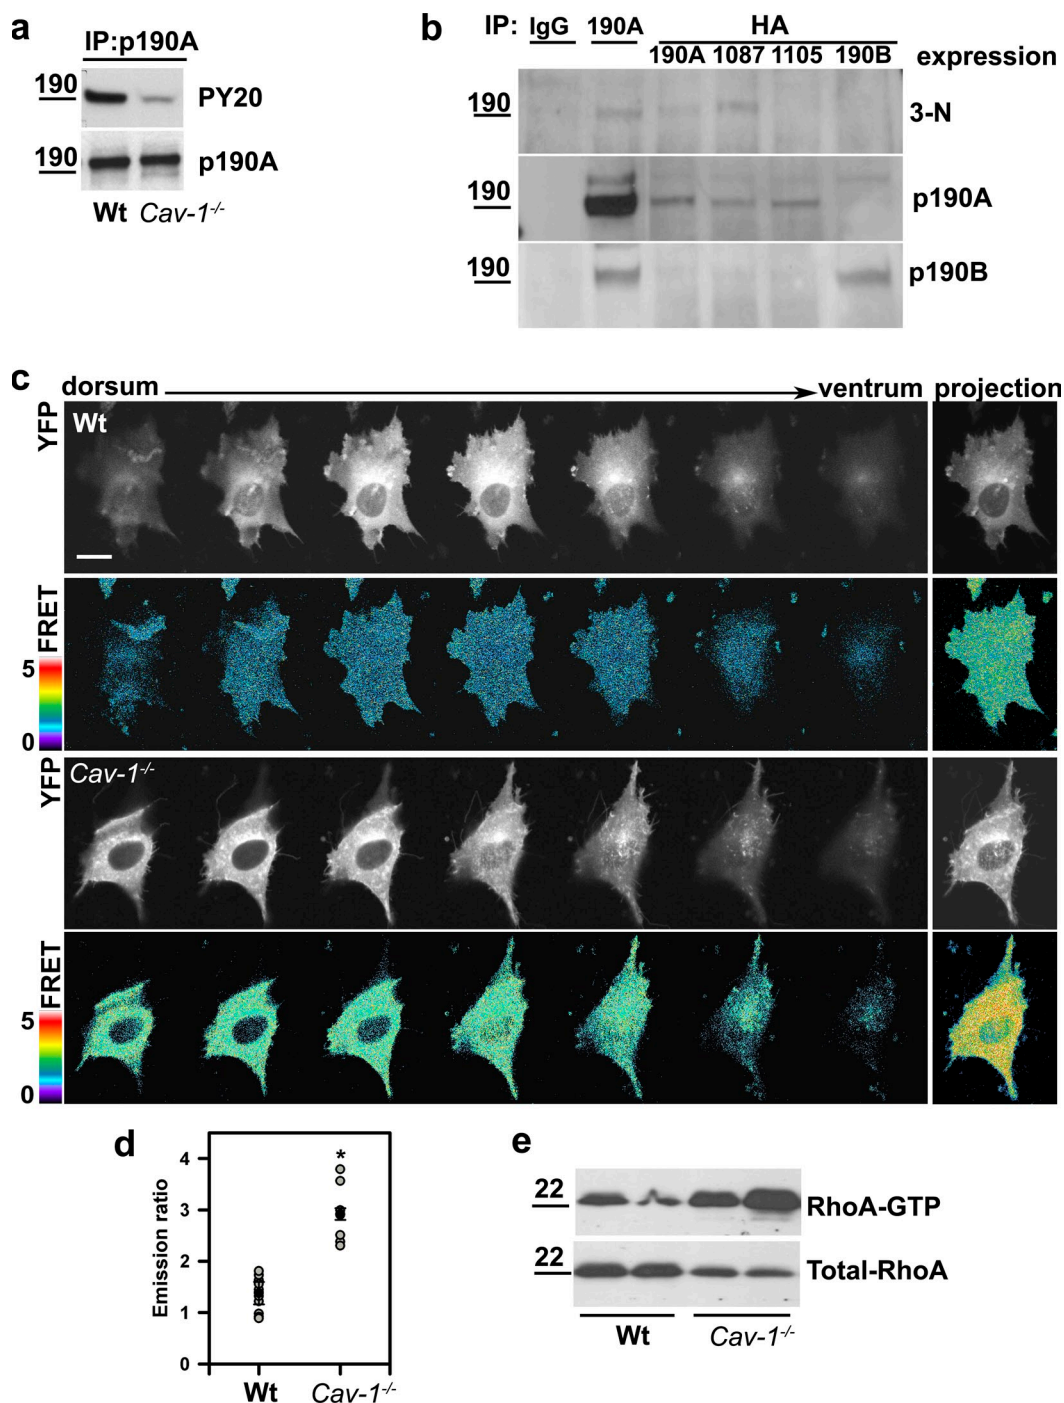 a
IP:p190A
190 PY20
190 p190A
Wt Cav-1-/-
b
IP: IgG 190A HA
190A 1087 1105 190B expression
190 3-N
190 p190A
190 p190B
c
dorsum ventrum projection
YFP Wt
FRET
5
0
YFP Cav-1-/-
FRET
5
0
d
Emission ratio
4
3
2
1
0
*
Wt Cav-1-/-
e
22 RhoA-GTP
22 Total-RhoA
Wt Cav-1-/-